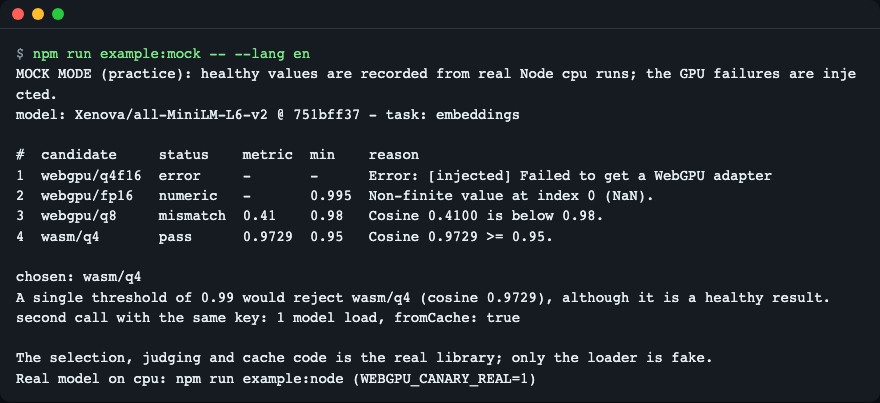 $ npm run example:mock -- --lang en
MOCK MODE (practice): healthy values are recorded from real Node cpu runs; the GPU failures are inje
cted.
model: Xenova/all-MiniLM-L6-v2 @ 751bff37 - task: embeddings
#  candidate     status    metric  min    reason
1  webgpu/q4f16  error     -       -      Error: [injected] Failed to get a WebGPU adapter
2  webgpu/fp16   numeric   -       0.995  Non-finite value at index 0 (NaN).
3  webgpu/q8     mismatch  0.41    0.98   Cosine 0.4100 is below 0.98.
4  wasm/q4       pass      0.9729  0.95   Cosine 0.9729 >= 0.95.
chosen: wasm/q4
A single threshold of 0.99 would reject wasm/q4 (cosine 0.9729), although it is a healthy result.
second call with the same key: 1 model load, fromCache: true
The selection, judging and cache code is the real library; only the loader is fake.
Real model on cpu: npm run example:node (WEBGPU_CANARY_REAL=1)